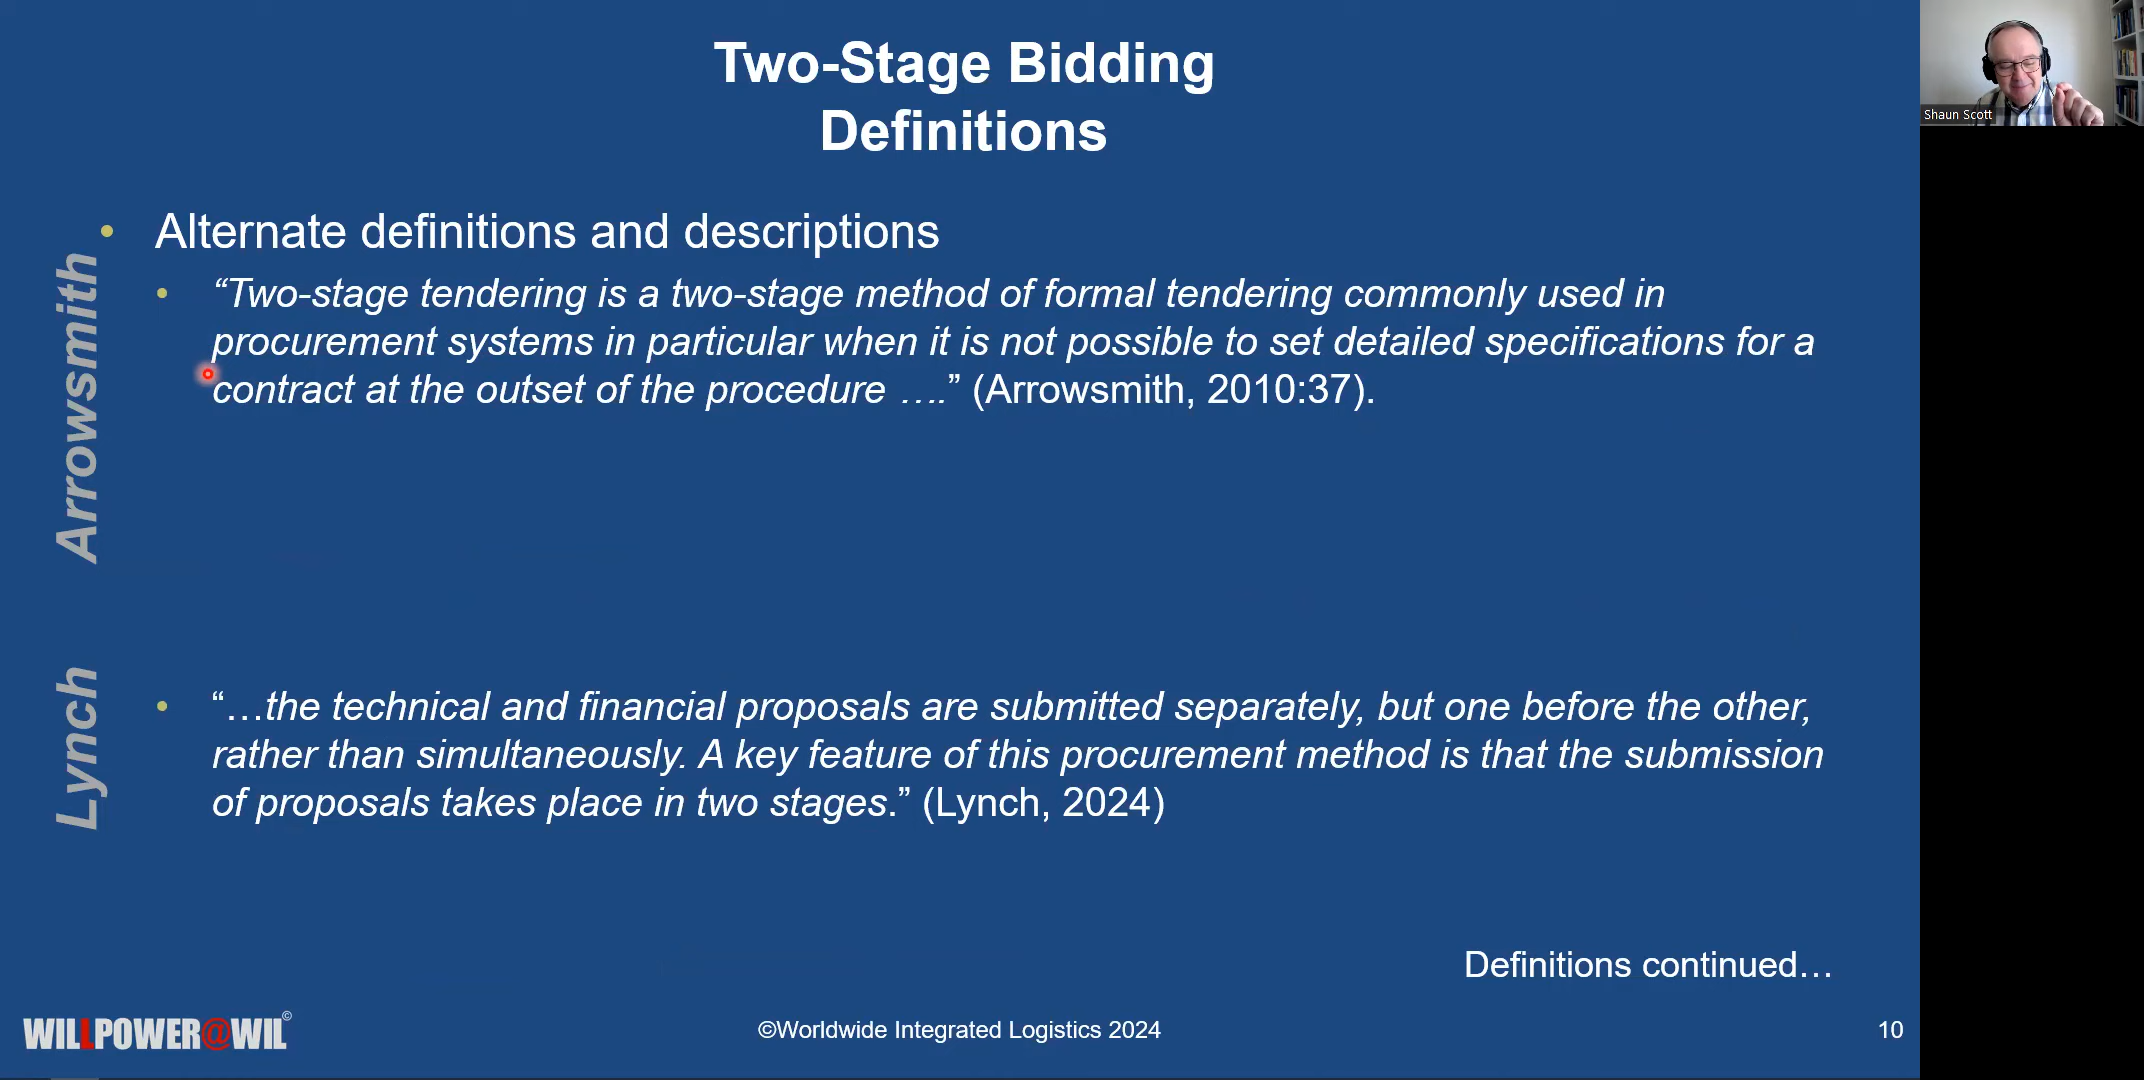 Two-Stage Bidding
Definitions
Shaun Scott
• Alternate definitions and descriptions
Arrowsmith
• “Two-stage tendering is a two-stage method of formal tendering commonly used in
procurement systems in particular when it is not possible to set detailed specifications for a
contract at the outset of the procedure ….” (Arrowsmith, 2010:37).
Lynch
• “…the technical and financial proposals are submitted separately, but one before the other,
rather than simultaneously. A key feature of this procurement method is that the submission
of proposals takes place in two stages.” (Lynch, 2024)
Definitions continued…
WILLPOWER@WIL©
©Worldwide Integrated Logistics 2024
10